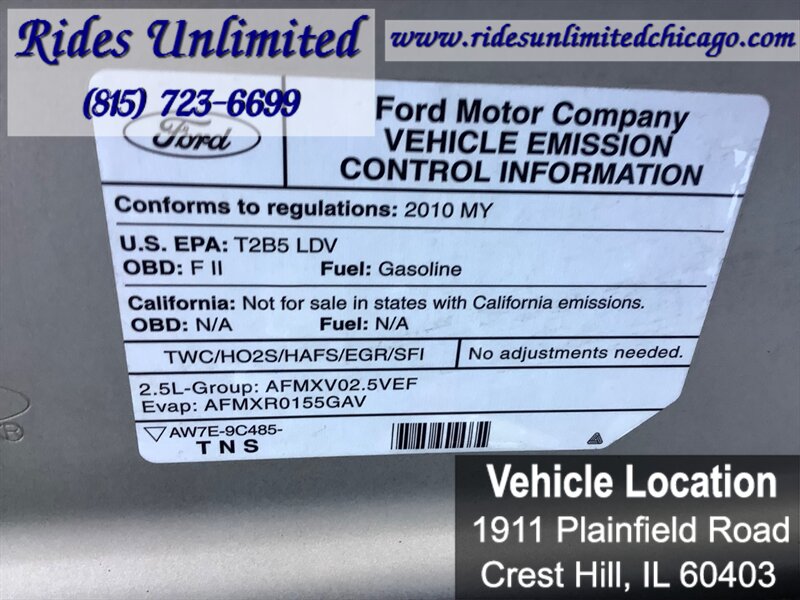 Rides Unlimited
www.ridesunlimitedchicago.com
(815) 723-6699
Ford
Ford Motor Company
VEHICLE EMISSION
CONTROL INFORMATION
Conforms to regulations: 2010 MY
U.S. EPA: T2B5 LDV
OBD: F II Fuel: Gasoline
California: Not for sale in states with California emissions.
OBD: N/A Fuel: N/A
TWC/HO2S/HAFS/EGR/SFI No adjustments needed.
2.5L-Group: AFMXV02.5VEF
Evap: AFMXR0155GAV
AW7E-9C485-
TNS
®
Vehicle Location
1911 Plainfield Road
Crest Hill, IL 60403